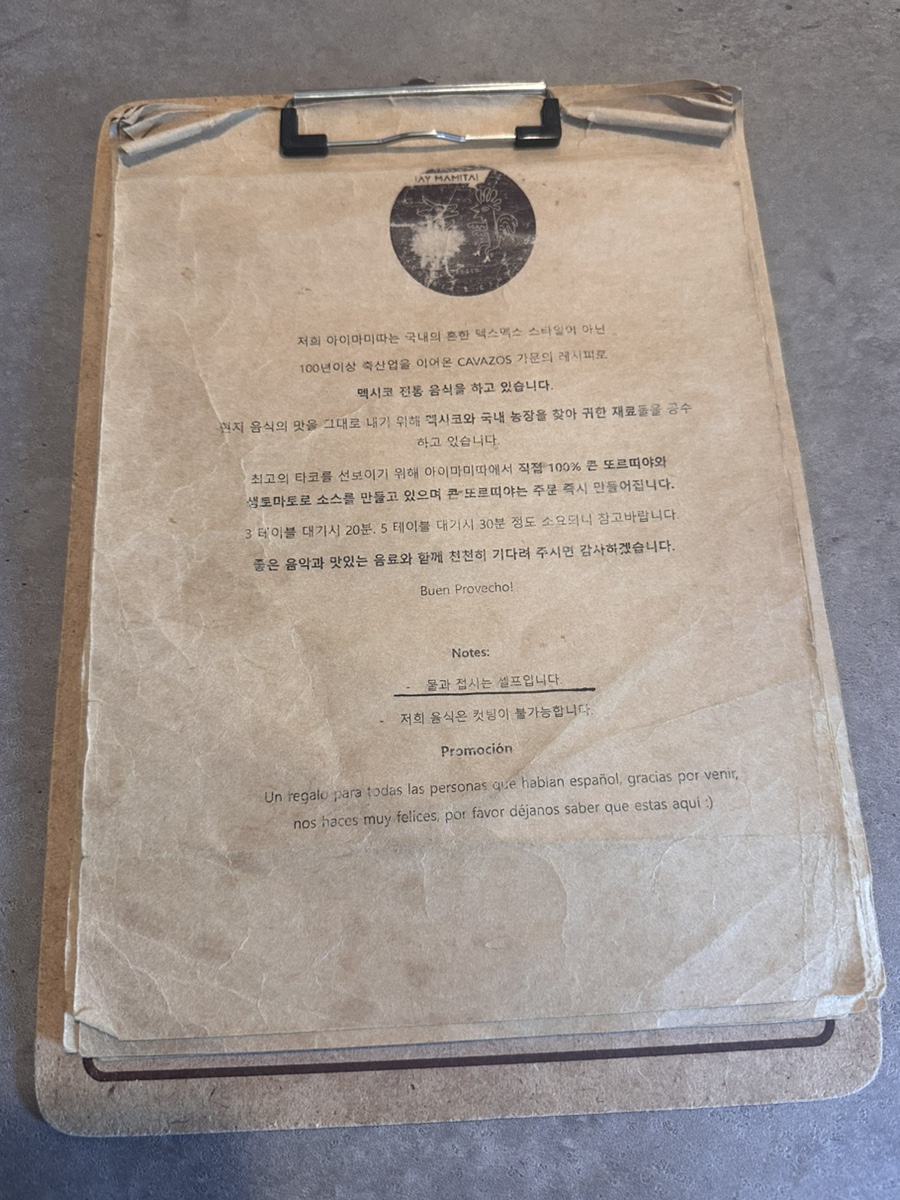 ¡AY MAMITA!
저희 아이마미따는 국내의 흔한 텍스멕스 스타일이 아닌
100년이상 축산업을 이어온 CAVAZOS 가문의 레시피로
멕시코 전통 음식을 하고 있습니다.
현지 음식의 맛을 그대로 내기 위해 멕시코와 국내 농장을 찾아 귀한 재료들을 공수
하고 있습니다.
최고의 타코를 선보이기 위해 아이마미따에서 직접 100% 콘 또르띠야와
생토마토로 소스를 만들고 있으며 콘 또르띠야는 주문 즉시 만들어집니다.
3 테이블 대기시 20분. 5 테이블 대기시 30분 정도 소요되니 참고바랍니다.
좋은 음악과 맛있는 음료와 함께 천천히 기다려 주시면 감사하겠습니다.
Buen Provecho!
Notes:
- 물과 접시는 셀프입니다.
- 저희 음식은 컷팅이 불가능합니다.
Promoción
Un regalo para todas las personas que hablan español, gracias por venir,
nos haces muy felices, por favor déjanos saber que estas aquí :)